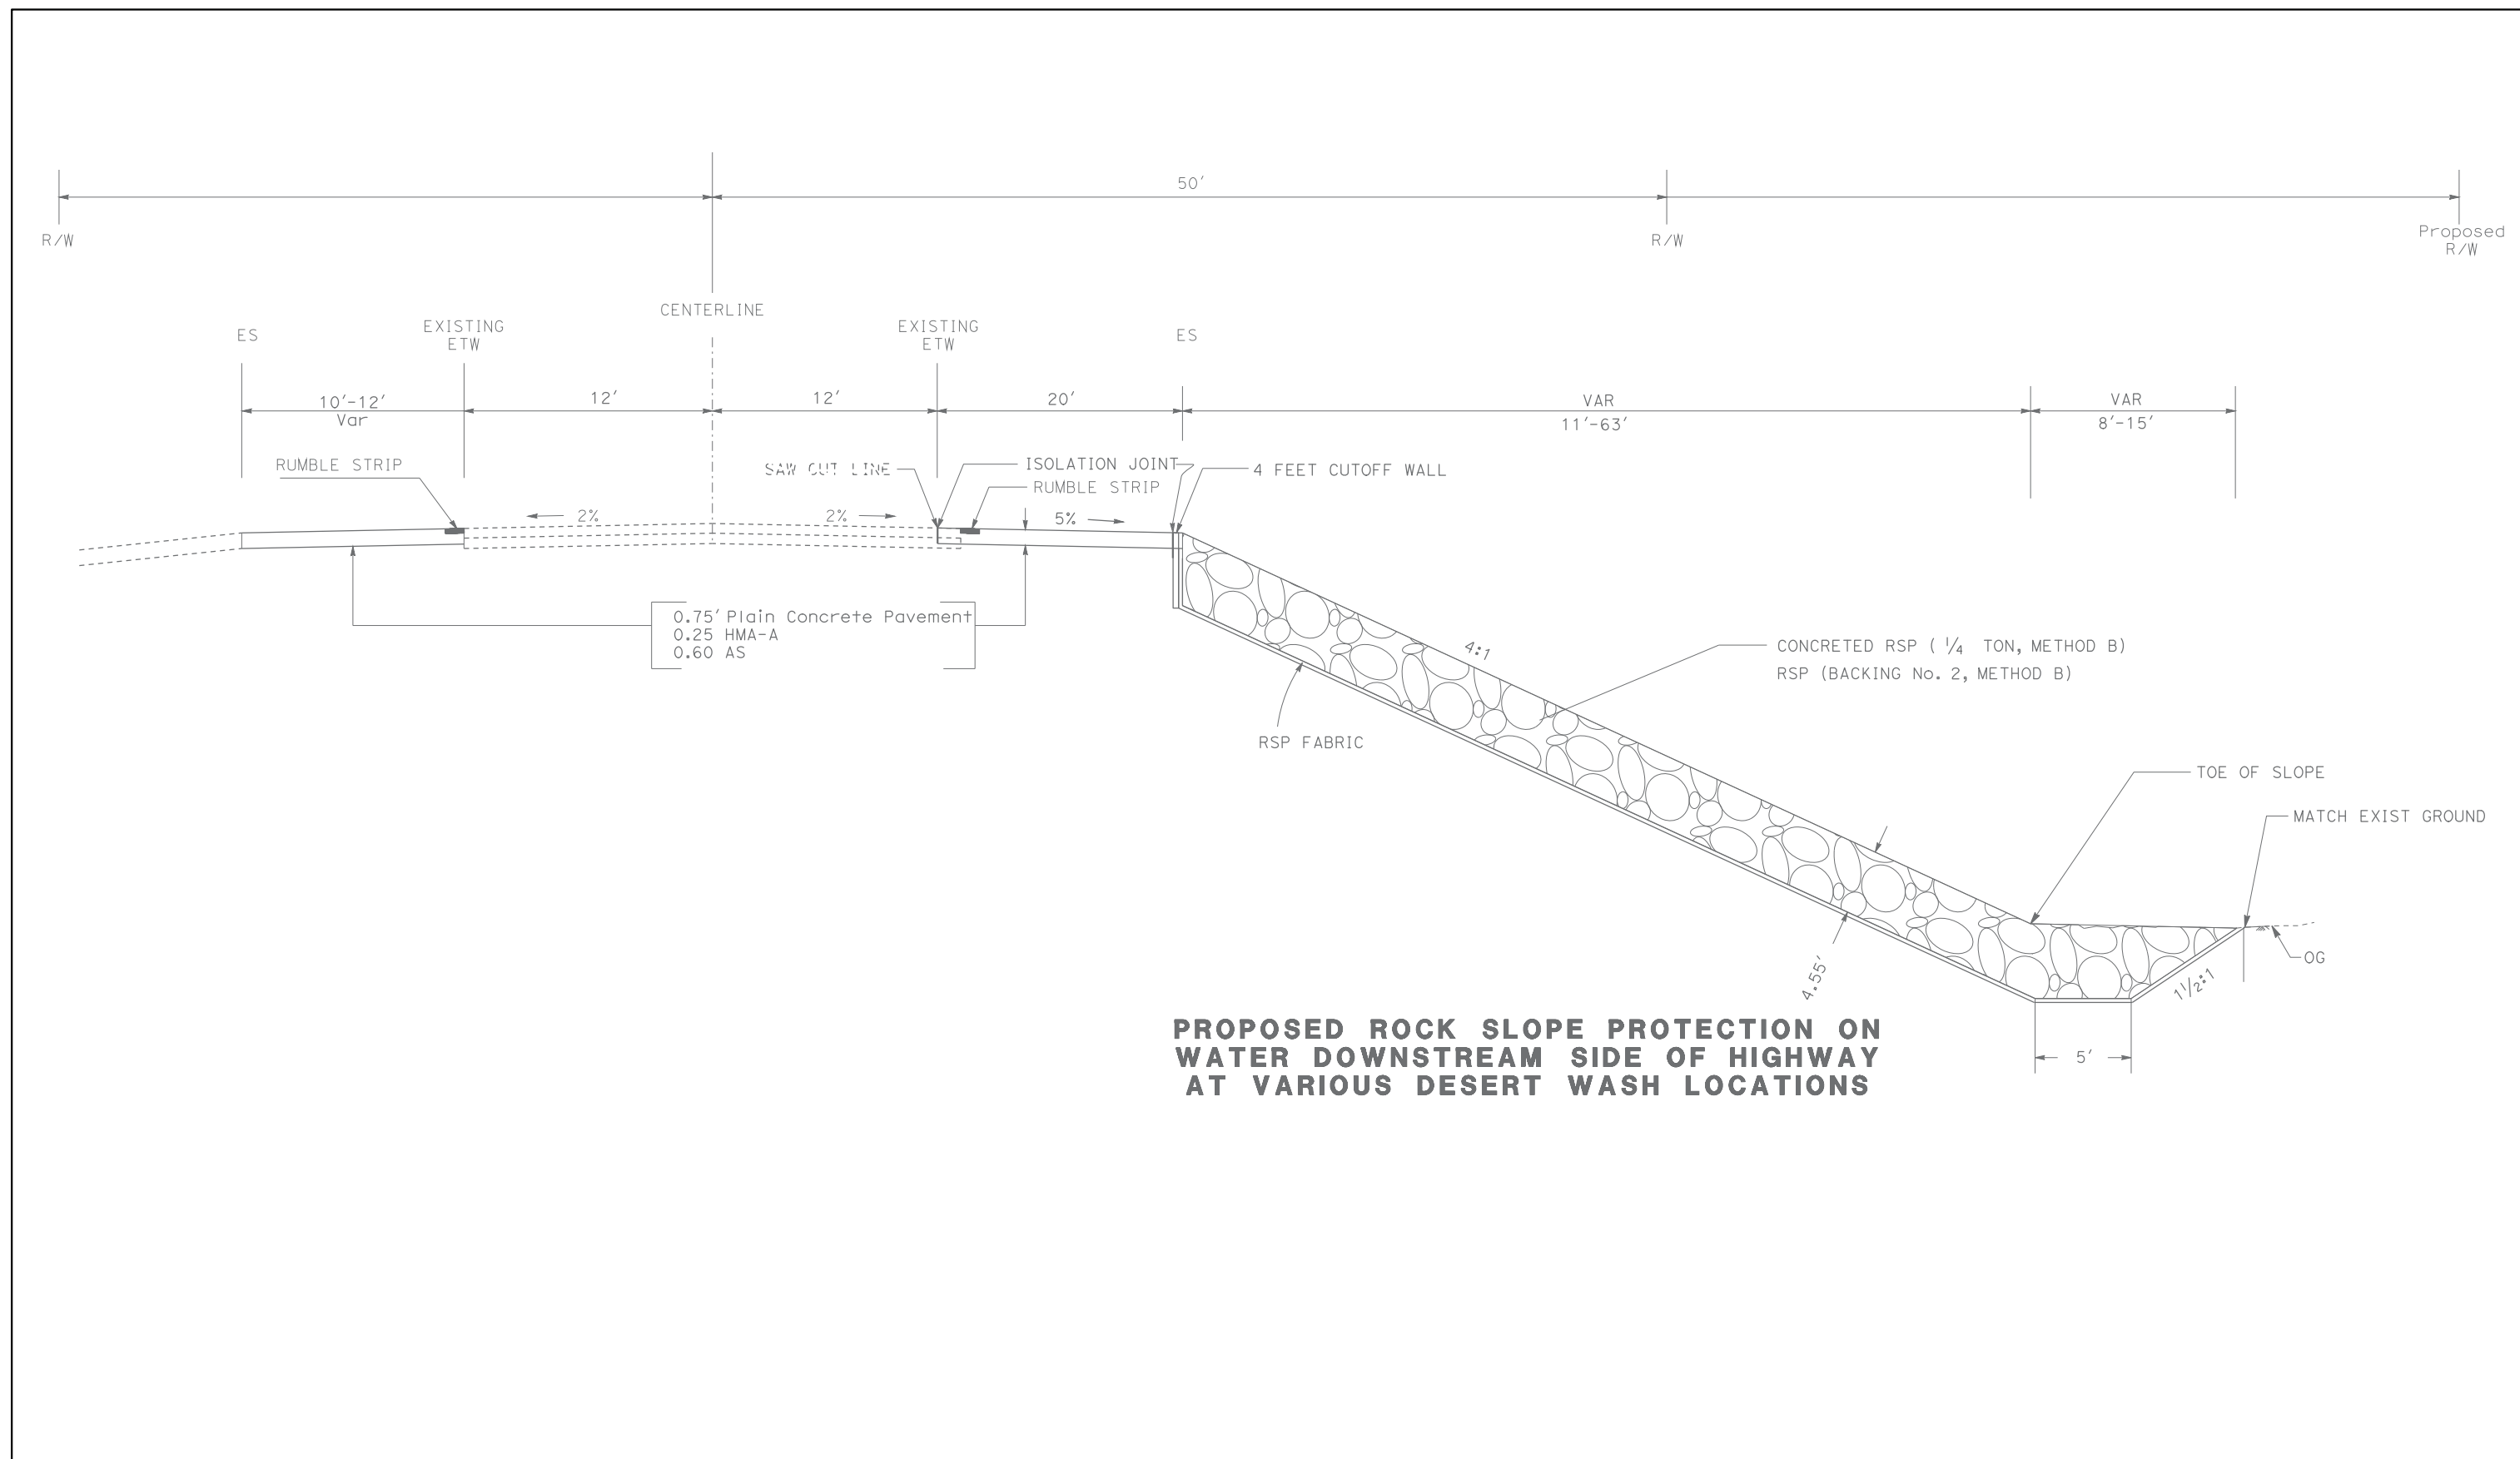 50′
R/W
R/W
Proposed
R/W
CENTERLINE
ES
EXISTING
ETW
EXISTING
ETW
ES
10′-12′
Var
12′
12′
20′
VAR
11′-63′
VAR
8′-15′
RUMBLE STRIP
SAW CUT LINE
ISOLATION JOINT
4 FEET CUTOFF WALL
RUMBLE STRIP
2%
2%
5%
0.75′ Plain Concrete Pavement
0.25 HMA-A
0.60 AS
4:1
CONCRETED RSP ( 1/4 TON, METHOD B)
RSP (BACKING No. 2, METHOD B)
RSP FABRIC
TOE OF SLOPE
MATCH EXIST GROUND
OG
4.55′
1 1/2:1
5′
PROPOSED ROCK SLOPE PROTECTION ON
WATER DOWNSTREAM SIDE OF HIGHWAY
AT VARIOUS DESERT WASH LOCATIONS